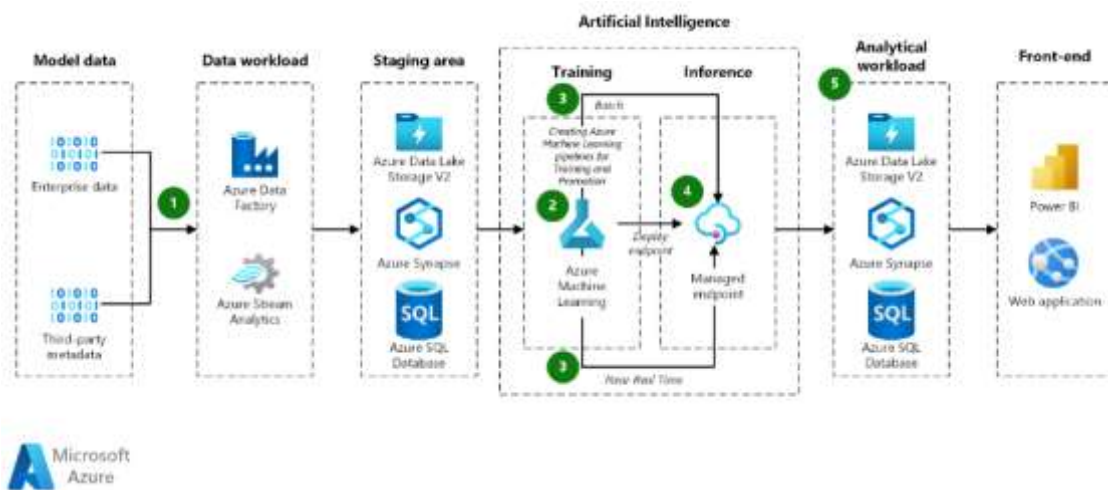 Artificial Intelligence
Model data
Data workload
Staging area
Training
Inference
Analytical
workload
Front-end
Enterprise data
Third-party
metadata
1
Azure Data
Factory
Azure Stream
Analytics
Azure Data Lake
Storage V2
Azure Synapse
SQL
Azure SQL
Database
3
Batch
Creating Azure
Machine Learning
pipelines for
Training and
Promotion
2
Azure
Machine
Learning
Deploy
endpoint
3
Near Real Time
4
Managed
endpoint
5
Azure Data Lake
Storage V2
Azure Synapse
SQL
Azure SQL
Database
Power BI
Web application
Microsoft
Azure